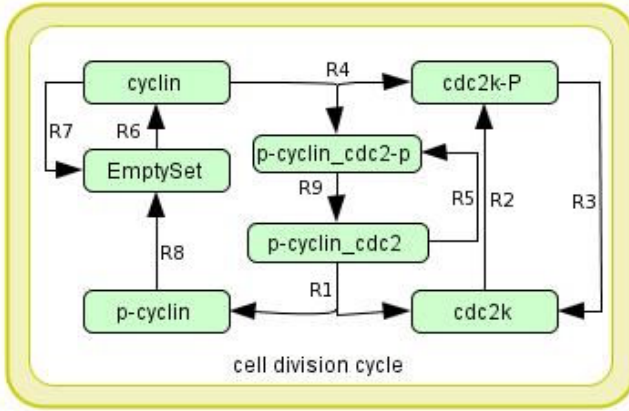 R4
cyclin
cdc2k-P
R7
R6
p-cyclin_cdc2-p
EmptySet
R9
R5
R2
R3
p-cyclin_cdc2
R8
R1
p-cyclin
cdc2k
cell division cycle